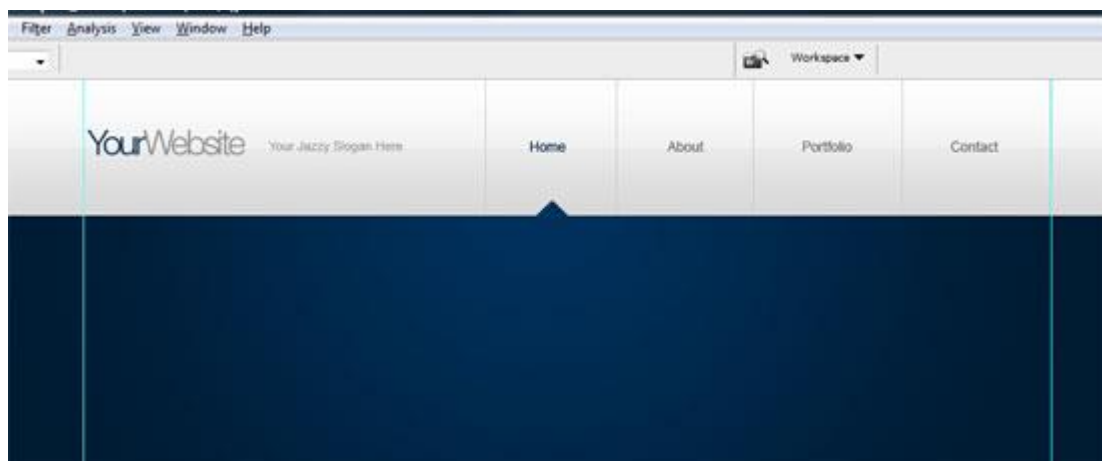 Filter Analysis View Window Help
Workspace
YourWebsite Your Jazzy Slogan Here Home About Portfolio Contact